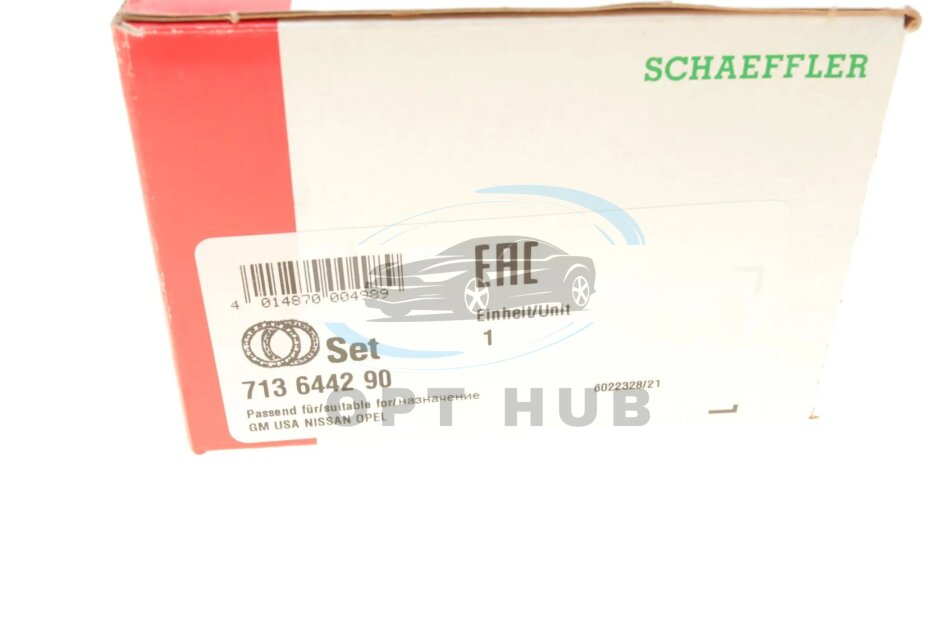 SCHAEFFLER
EAC
4 014870 004989
Einheit/Unit
1
Set
713 6442 90
6022328/21
Passend für/suitable for/назначение
GM USA NISSAN OPEL
OPT HUB